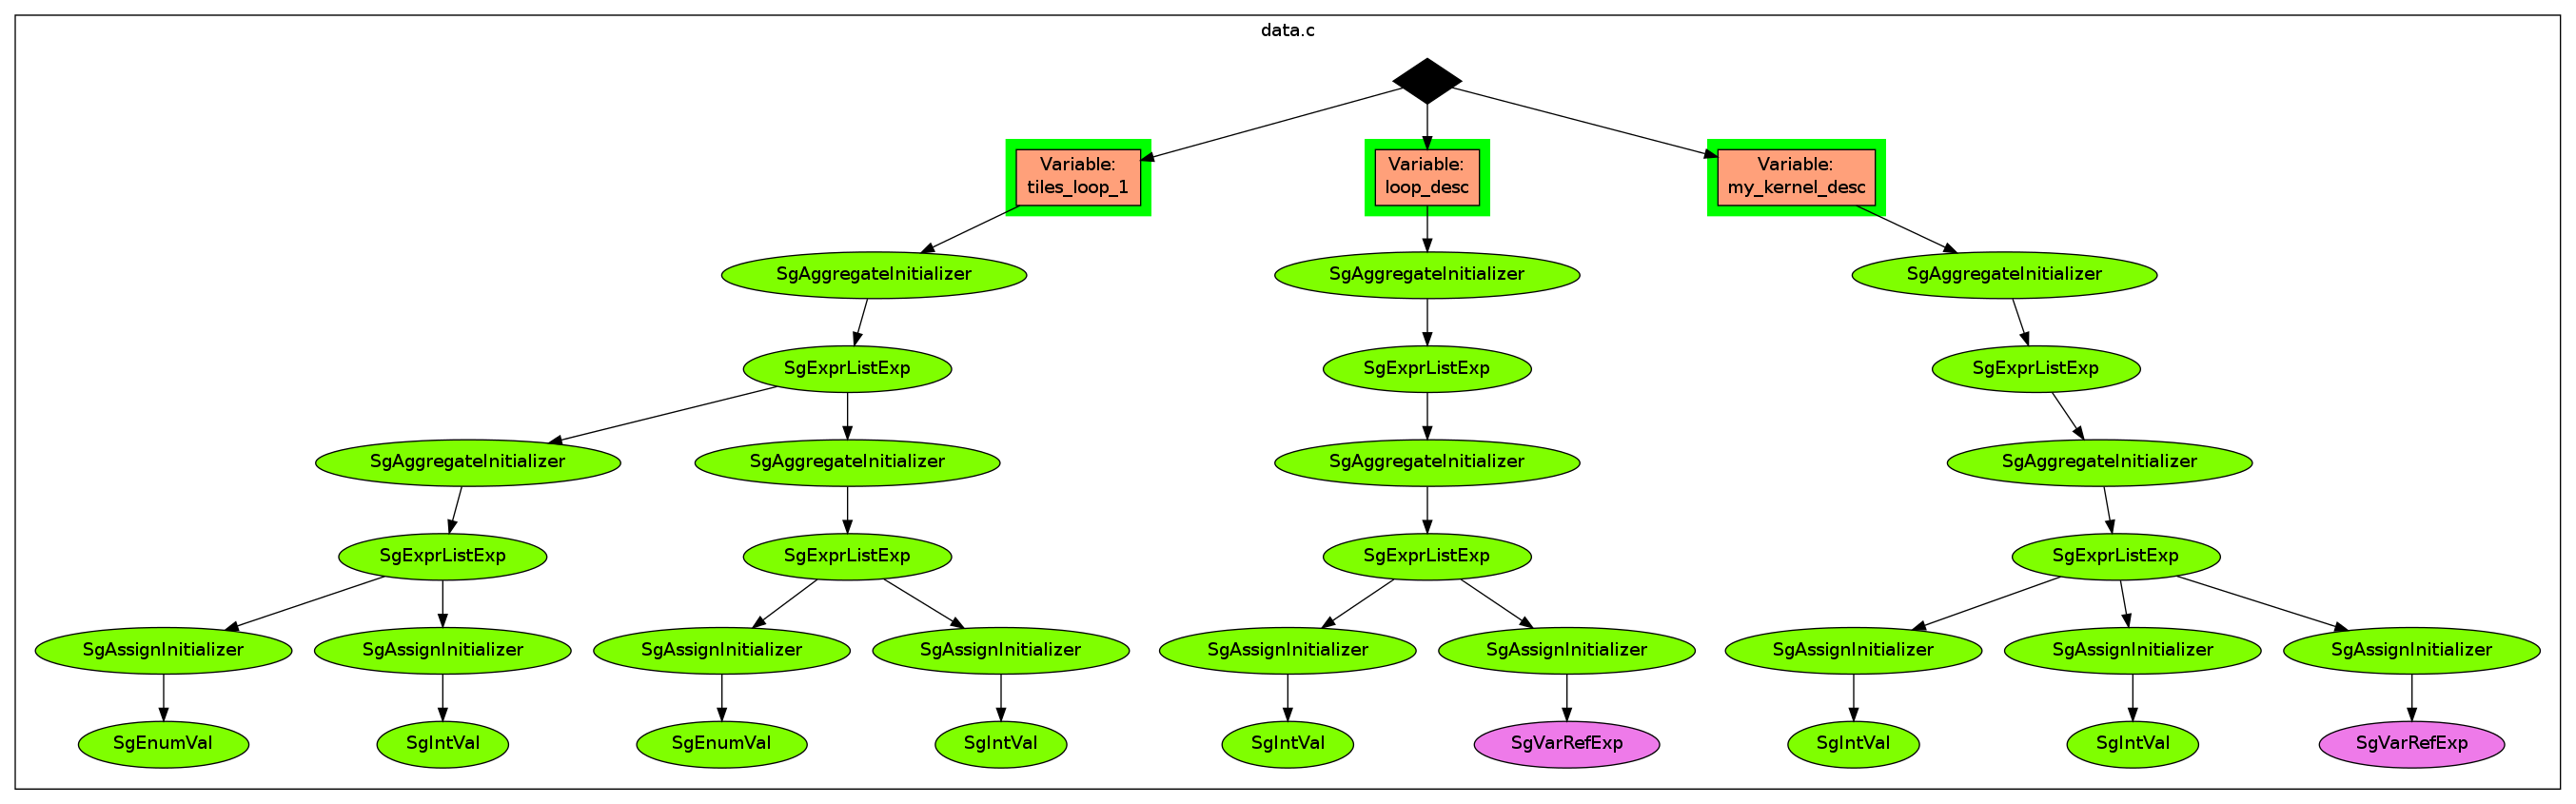 data.c
Variable:
tiles_loop_1
Variable:
loop_desc
Variable:
my_kernel_desc
SgAggregateInitializer
SgAggregateInitializer
SgAggregateInitializer
SgExprListExp
SgExprListExp
SgExprListExp
SgAggregateInitializer
SgAggregateInitializer
SgAggregateInitializer
SgAggregateInitializer
SgExprListExp
SgExprListExp
SgExprListExp
SgExprListExp
SgAssignInitializer
SgAssignInitializer
SgAssignInitializer
SgAssignInitializer
SgAssignInitializer
SgAssignInitializer
SgAssignInitializer
SgAssignInitializer
SgAssignInitializer
SgEnumVal
SgIntVal
SgEnumVal
SgIntVal
SgIntVal
SgVarRefExp
SgIntVal
SgIntVal
SgVarRefExp